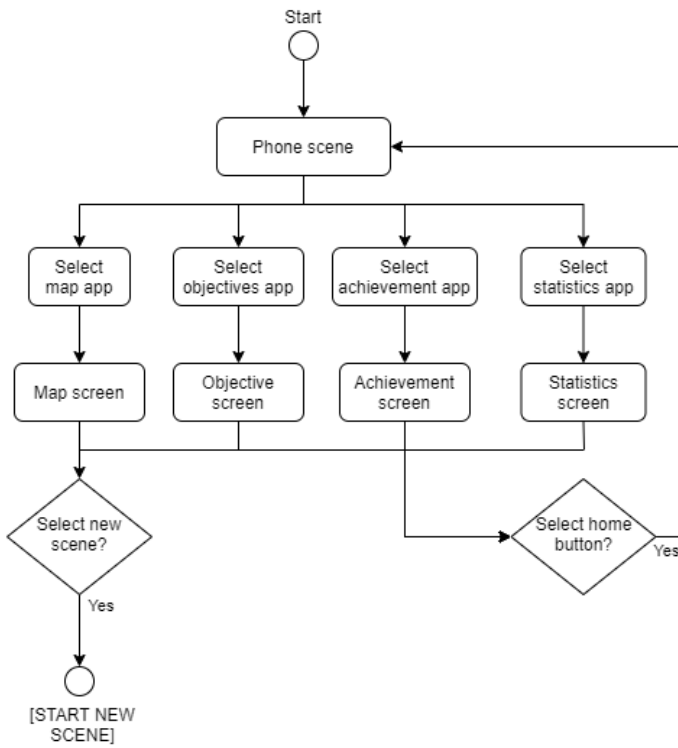 Start
Phone scene
Select
map app
Select
objectives app
Select
achievement app
Select
statistics app
Map screen
Objective
screen
Achievement
screen
Statistics
screen
Select new
scene?
Select home
button?
Yes
Yes
[START NEW
SCENE]